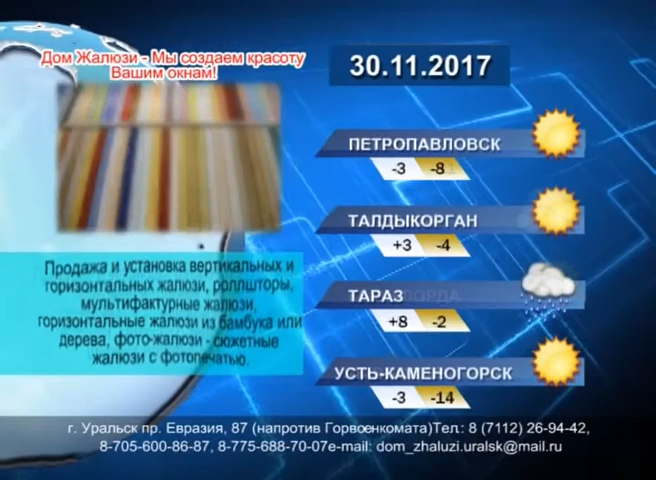 Дом Жалюзи - Мы создаем красоту
Вашим окнам!
30.11.2017
ПЕТРОПАВЛОВСК
-3 -8
ТАЛДЫКОРГАН
+3 -4
ТАРАЗ
+8 -2
УСТЬ-КАМЕНОГОРСК
-3 -14
Продажа и установка вертикальных и
горизонтальных жалюзи, роллшторы,
мультифактурные жалюзи,
горизонтальные жалюзи из бамбука или
дерева, фото-жалюзи - сюжетные
жалюзи с фотопечатью.
г. Уральск пр. Евразия, 87 (напротив Горвоенкомата)Тел.: 8 (7112) 26-94-42,
8-705-600-86-87, 8-775-688-70-07e-mail: dom_zhaluzi.uralsk@mail.ru